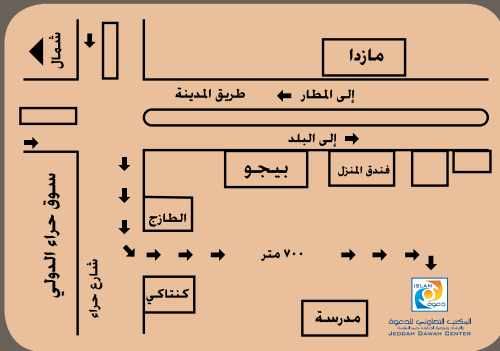 شمال
مازدا
طريق المدينة
إلى المطار
إلى البلد
بيجو
فندق المنزل
سوق حراء الدولي
شارع حراء
الطازج
٧٠٠ متر
كنتاكي
مدرسة
ISLAM
دعوة
المكتب التعاوني للدعوة
JEDDAH DAWAH CENTER